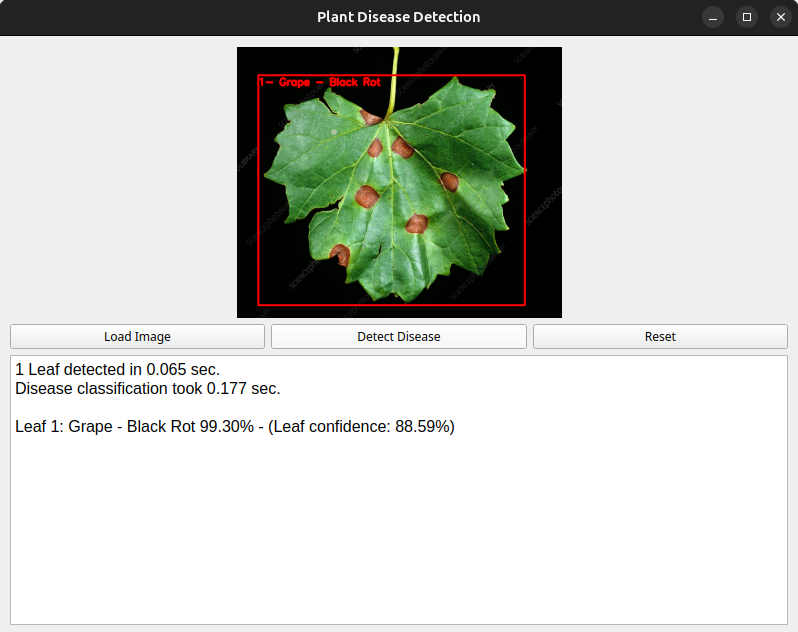 Plant Disease Detection
1- Grape - Black Rot
Load Image
Detect Disease
Reset
1 Leaf detected in 0.065 sec.
Disease classification took 0.177 sec.
Leaf 1: Grape - Black Rot 99.30% - (Leaf confidence: 88.59%)